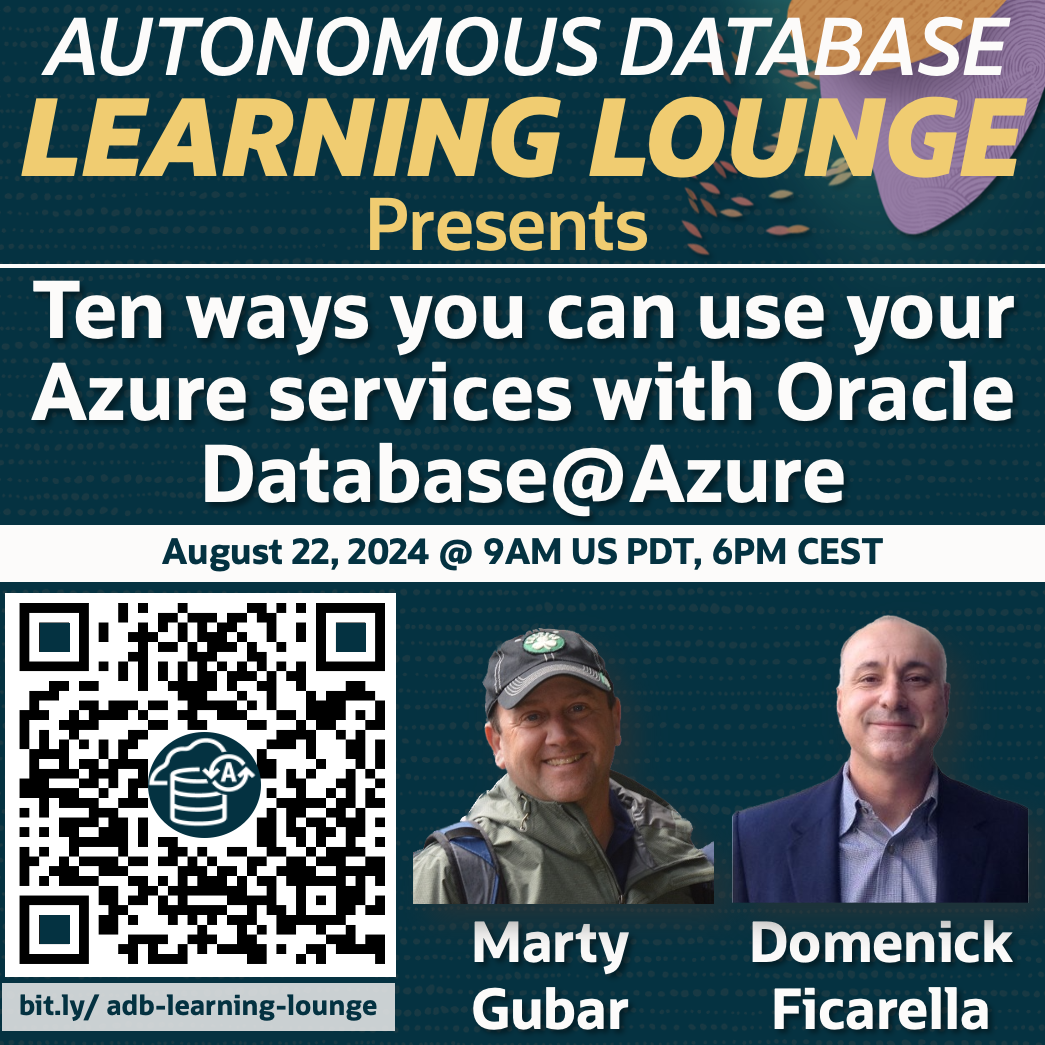 AUTONOMOUS DATABASE
LEARNING LOUNGE
Presents
Ten ways you can use your
Azure services with Oracle
Database@Azure
August 22, 2024 @ 9AM US PDT, 6PM CEST
A
bit.ly/ adb-learning-lounge
Marty
Gubar
Domenick
Ficarella